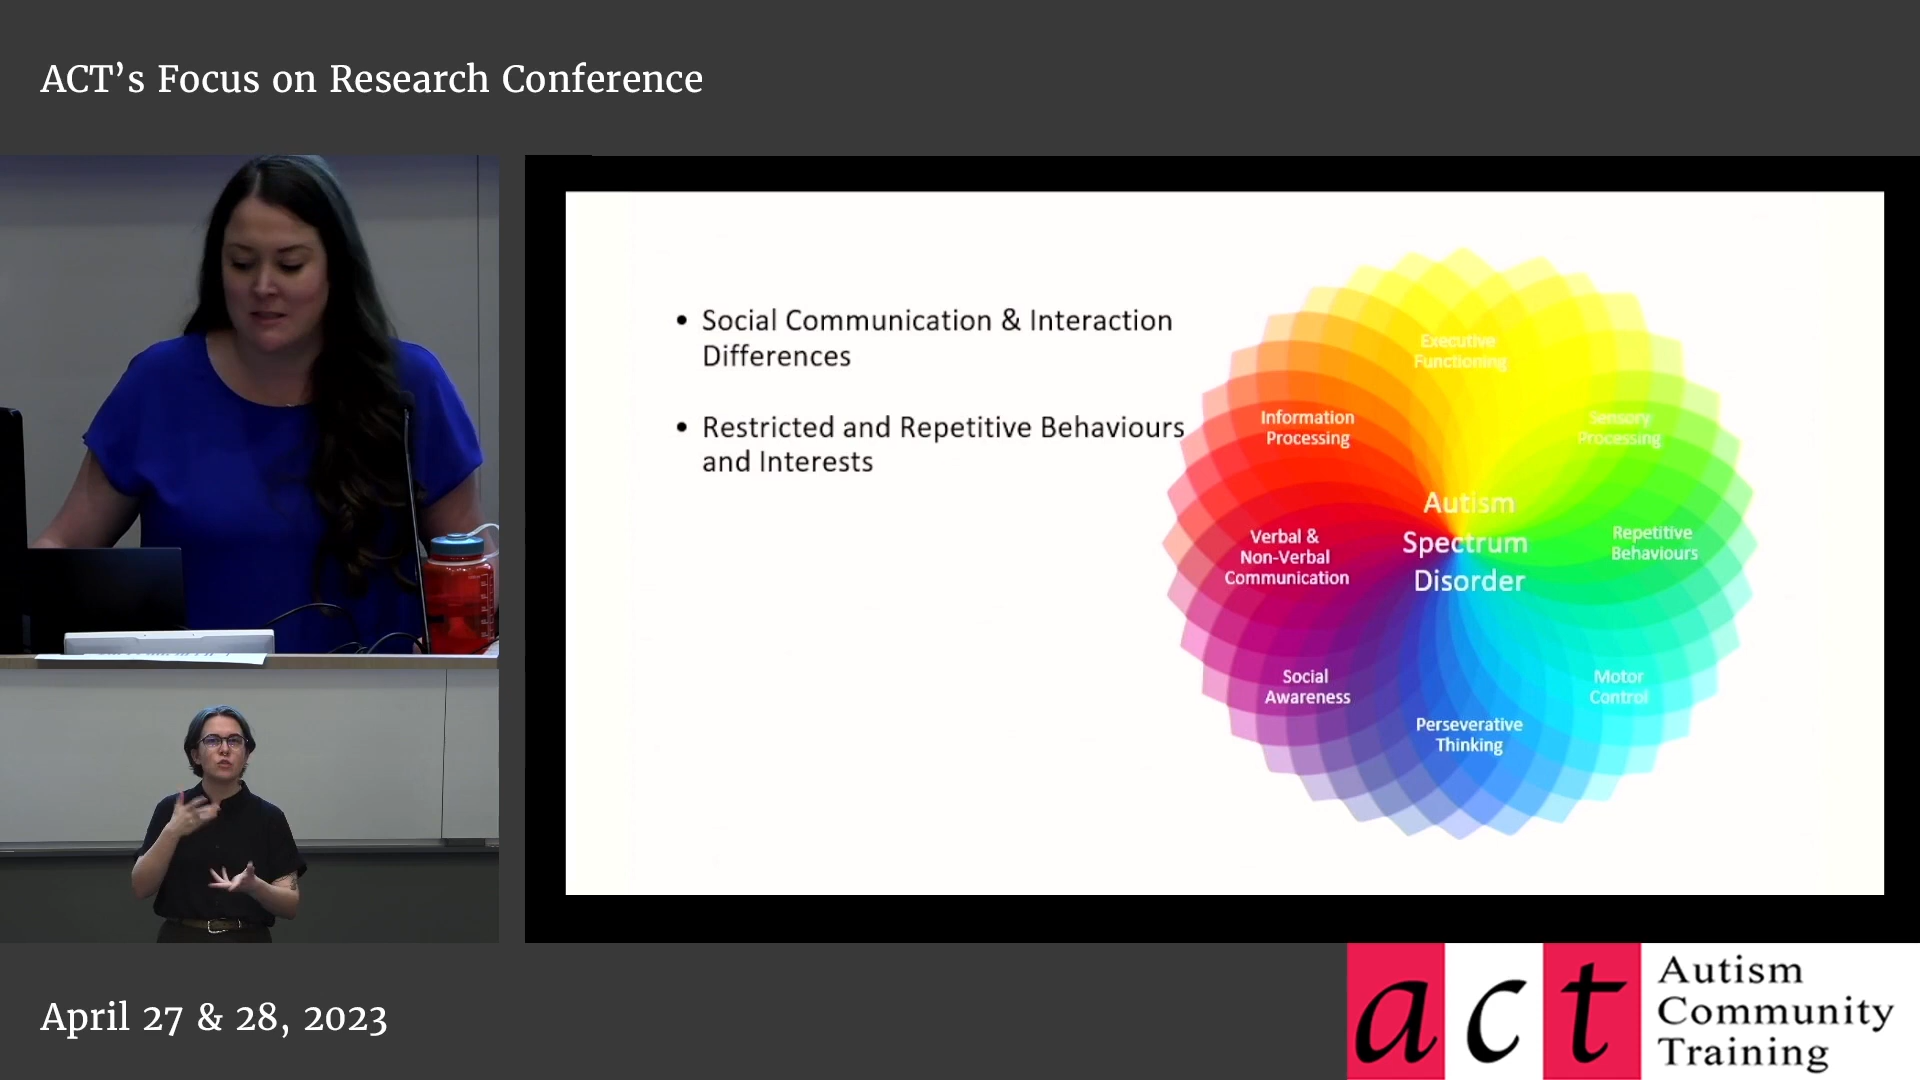 ACT’s Focus on Research Conference
• Social Communication & Interaction
Differences
• Restricted and Repetitive Behaviours
and Interests
Executive
Functioning
Information
Processing
Sensory
Processing
Autism
Spectrum
Disorder
Verbal &
Non-Verbal
Communication
Repetitive
Behaviours
Social
Awareness
Motor
Control
Perseverative
Thinking
April 27 & 28, 2023
act
Autism
Community
Training